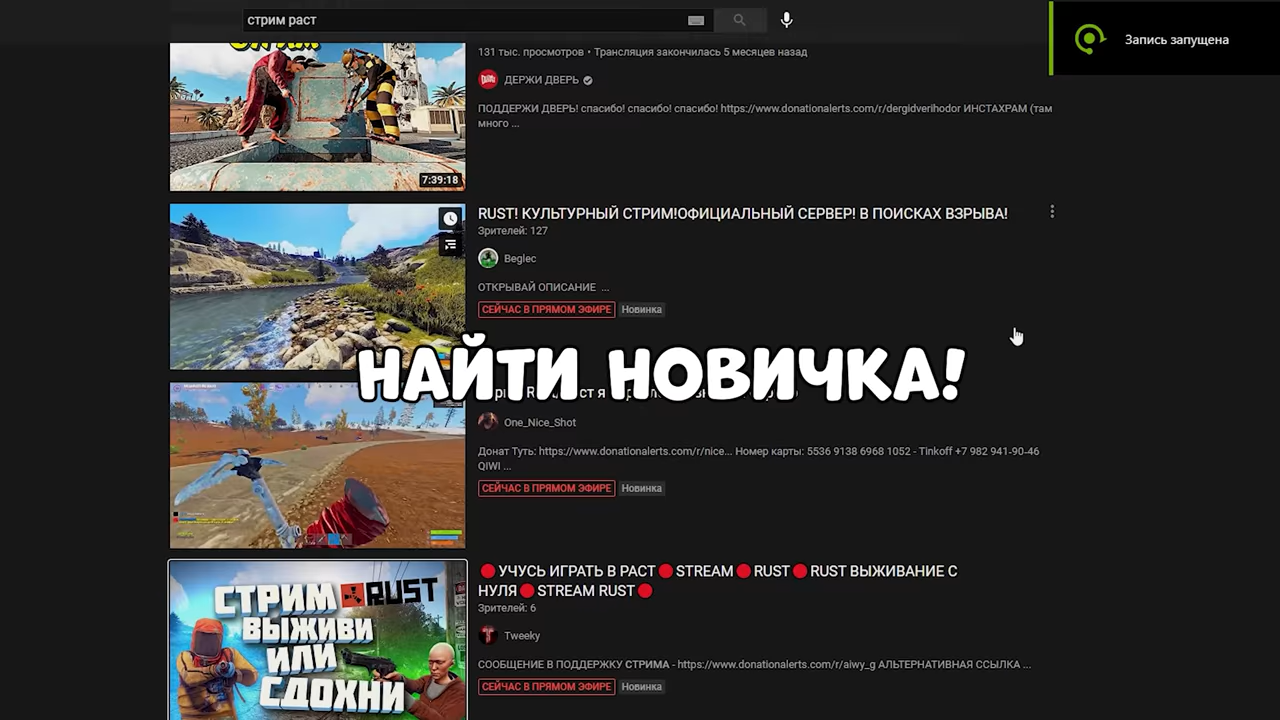 стрим раст
Запись запущена
131 тыс. просмотров • Трансляция закончилась 5 месяцев назад
ДЕРЖИ ДВЕРЬ
ПОДДЕРЖИ ДВЕРЬ! спасибо! спасибо! спасибо! https://www.donationalerts.com/r/dergidverihodor ИНСТАХРАМ (там
много ...
7:39:18
RUST! КУЛЬТУРНЫЙ СТРИМ!ОФИЦИАЛЬНЫЙ СЕРВЕР! В ПОИСКАХ ВЗРЫВА!
Зрителей: 127
Beglec
ОТКРЫВАЙ ОПИСАНИЕ ...
СЕЙЧАС В ПРЯМОМ ЭФИРЕ Новинка
НАЙТИ НОВИЧКА!
One_Nice_Shot
Донат Туть: https://www.donationalerts.com/r/nice... Номер карты: 5536 9138 6968 1052 - Tinkoff +7 982 941-90-46
QIWI ...
СЕЙЧАС В ПРЯМОМ ЭФИРЕ Новинка
УЧУСЬ ИГРАТЬ В РАСТ🔴STREAM🔴RUST🔴RUST ВЫЖИВАНИЕ С
НУЛЯ🔴STREAM RUST🔴
Зрителей: 6
Tweeky
СООБЩЕНИЕ В ПОДДЕРЖКУ СТРИМА - https://www.donationalerts.com/r/aiwy_g АЛЬТЕРНАТИВНАЯ ССЫЛКА ...
СЕЙЧАС В ПРЯМОМ ЭФИРЕ Новинка
СТРИМ RUST
ВЫЖИВИ
ИЛИ
СДОХНИ